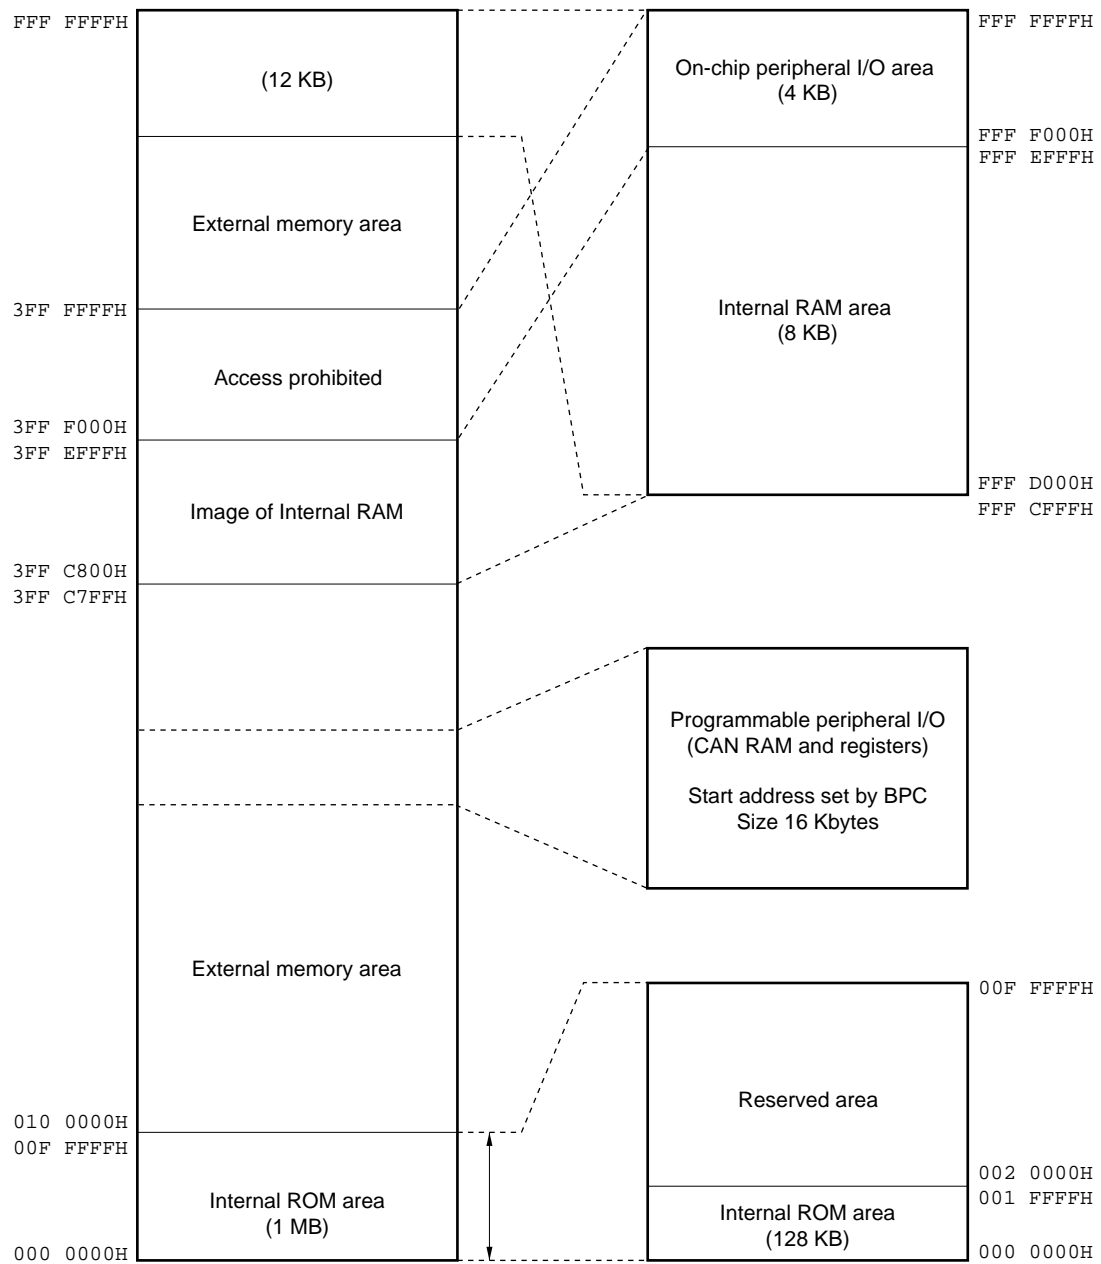 FFF FFFFH
(12 KB)
External memory area
3FF FFFFH
Access prohibited
3FF F000H
3FF EFFFH
Image of Internal RAM
3FF C800H
3FF C7FFH
External memory area
010 0000H
00F FFFFH
Internal ROM area
(1 MB)
000 0000H
FFF FFFFH
On-chip peripheral I/O area
(4 KB)
FFF F000H
FFF EFFFH
Internal RAM area
(8 KB)
FFF D000H
FFF CFFFH
Programmable peripheral I/O
(CAN RAM and registers)
Start address set by BPC
Size 16 Kbytes
00F FFFFH
Reserved area
002 0000H
001 FFFFH
Internal ROM area
(128 KB)
000 0000H